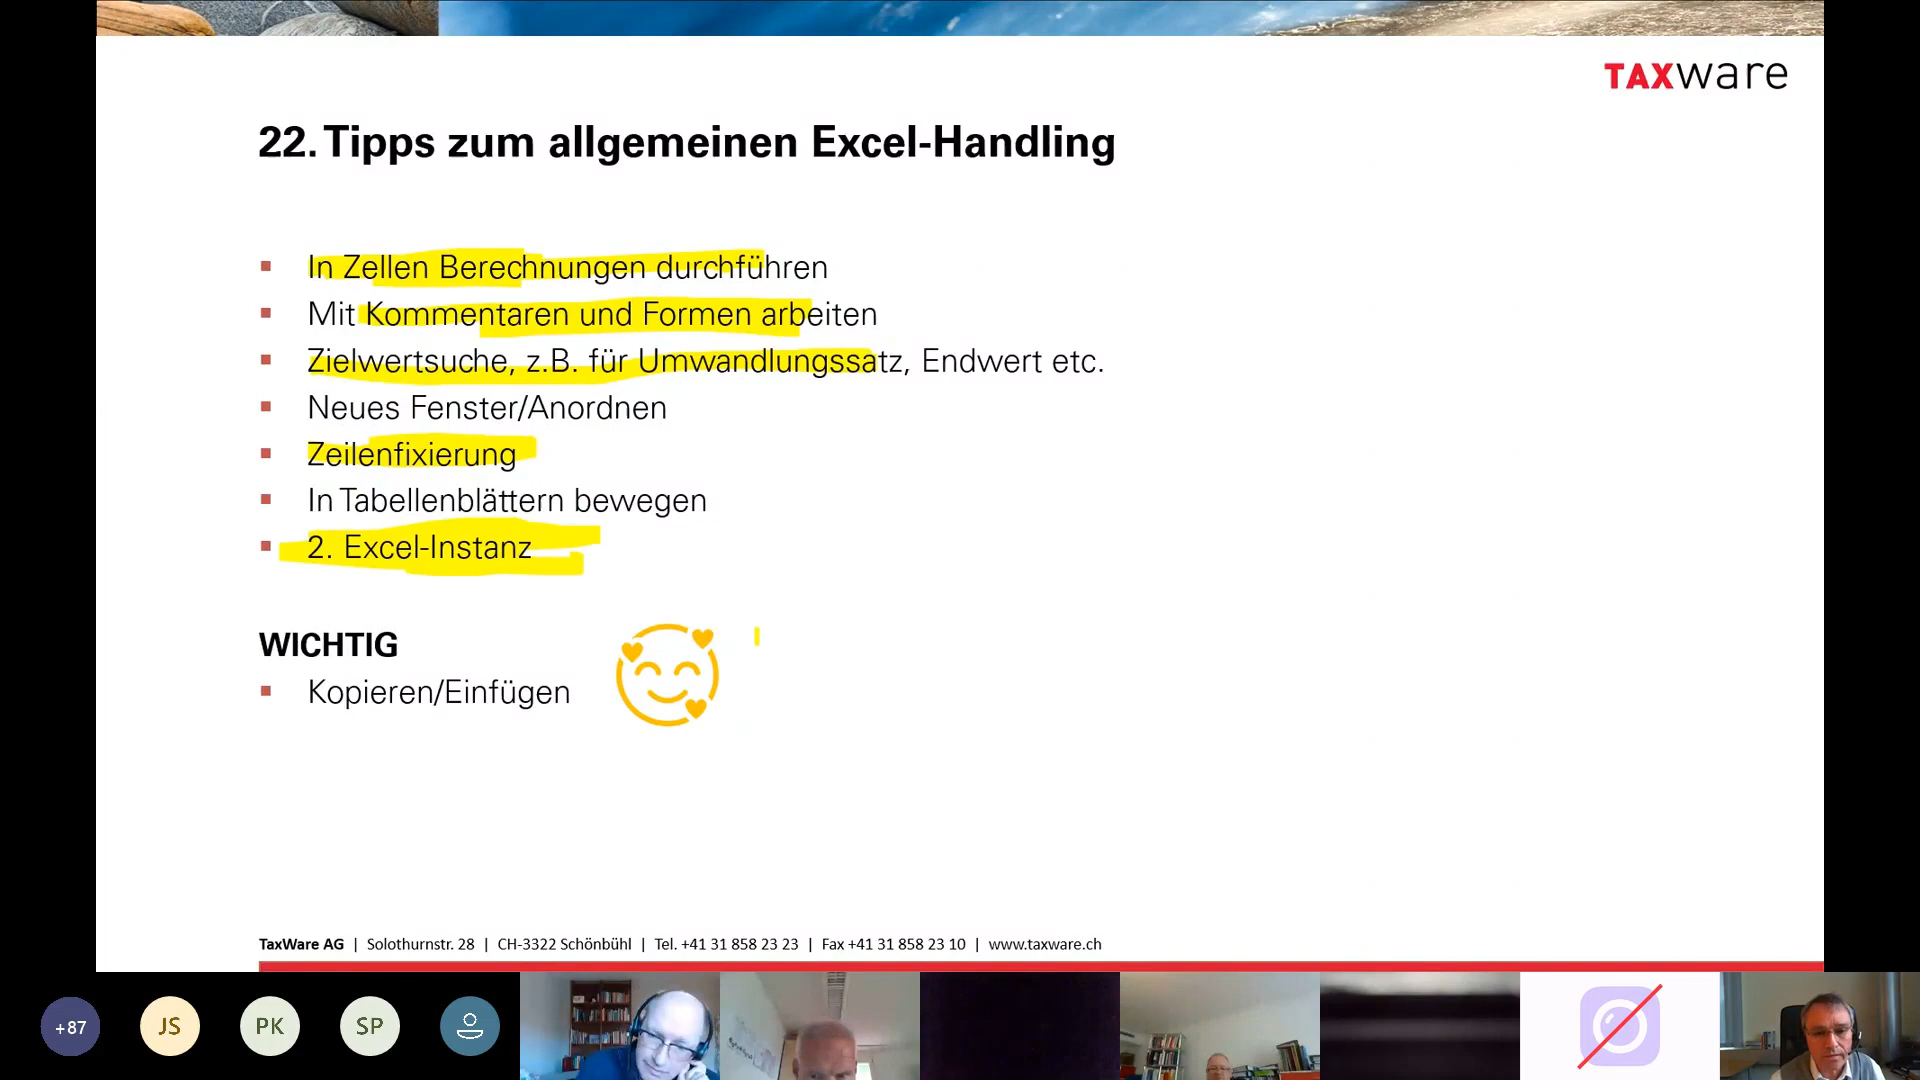 TAXware
22. Tipps zum allgemeinen Excel-Handling
▪ In Zellen Berechnungen durchführen
▪ Mit Kommentaren und Formen arbeiten
▪ Zielwertsuche, z.B. für Umwandlungssatz, Endwert etc.
▪ Neues Fenster/Anordnen
▪ Zeilenfixierung
▪ In Tabellenblättern bewegen
▪ 2. Excel-Instanz
WICHTIG
▪ Kopieren/Einfügen
TaxWare AG | Solothurnstr. 28 | CH-3322 Schönbühl | Tel. +41 31 858 23 23 | Fax +41 31 858 23 10 | www.taxware.ch
+87 JS PK SP